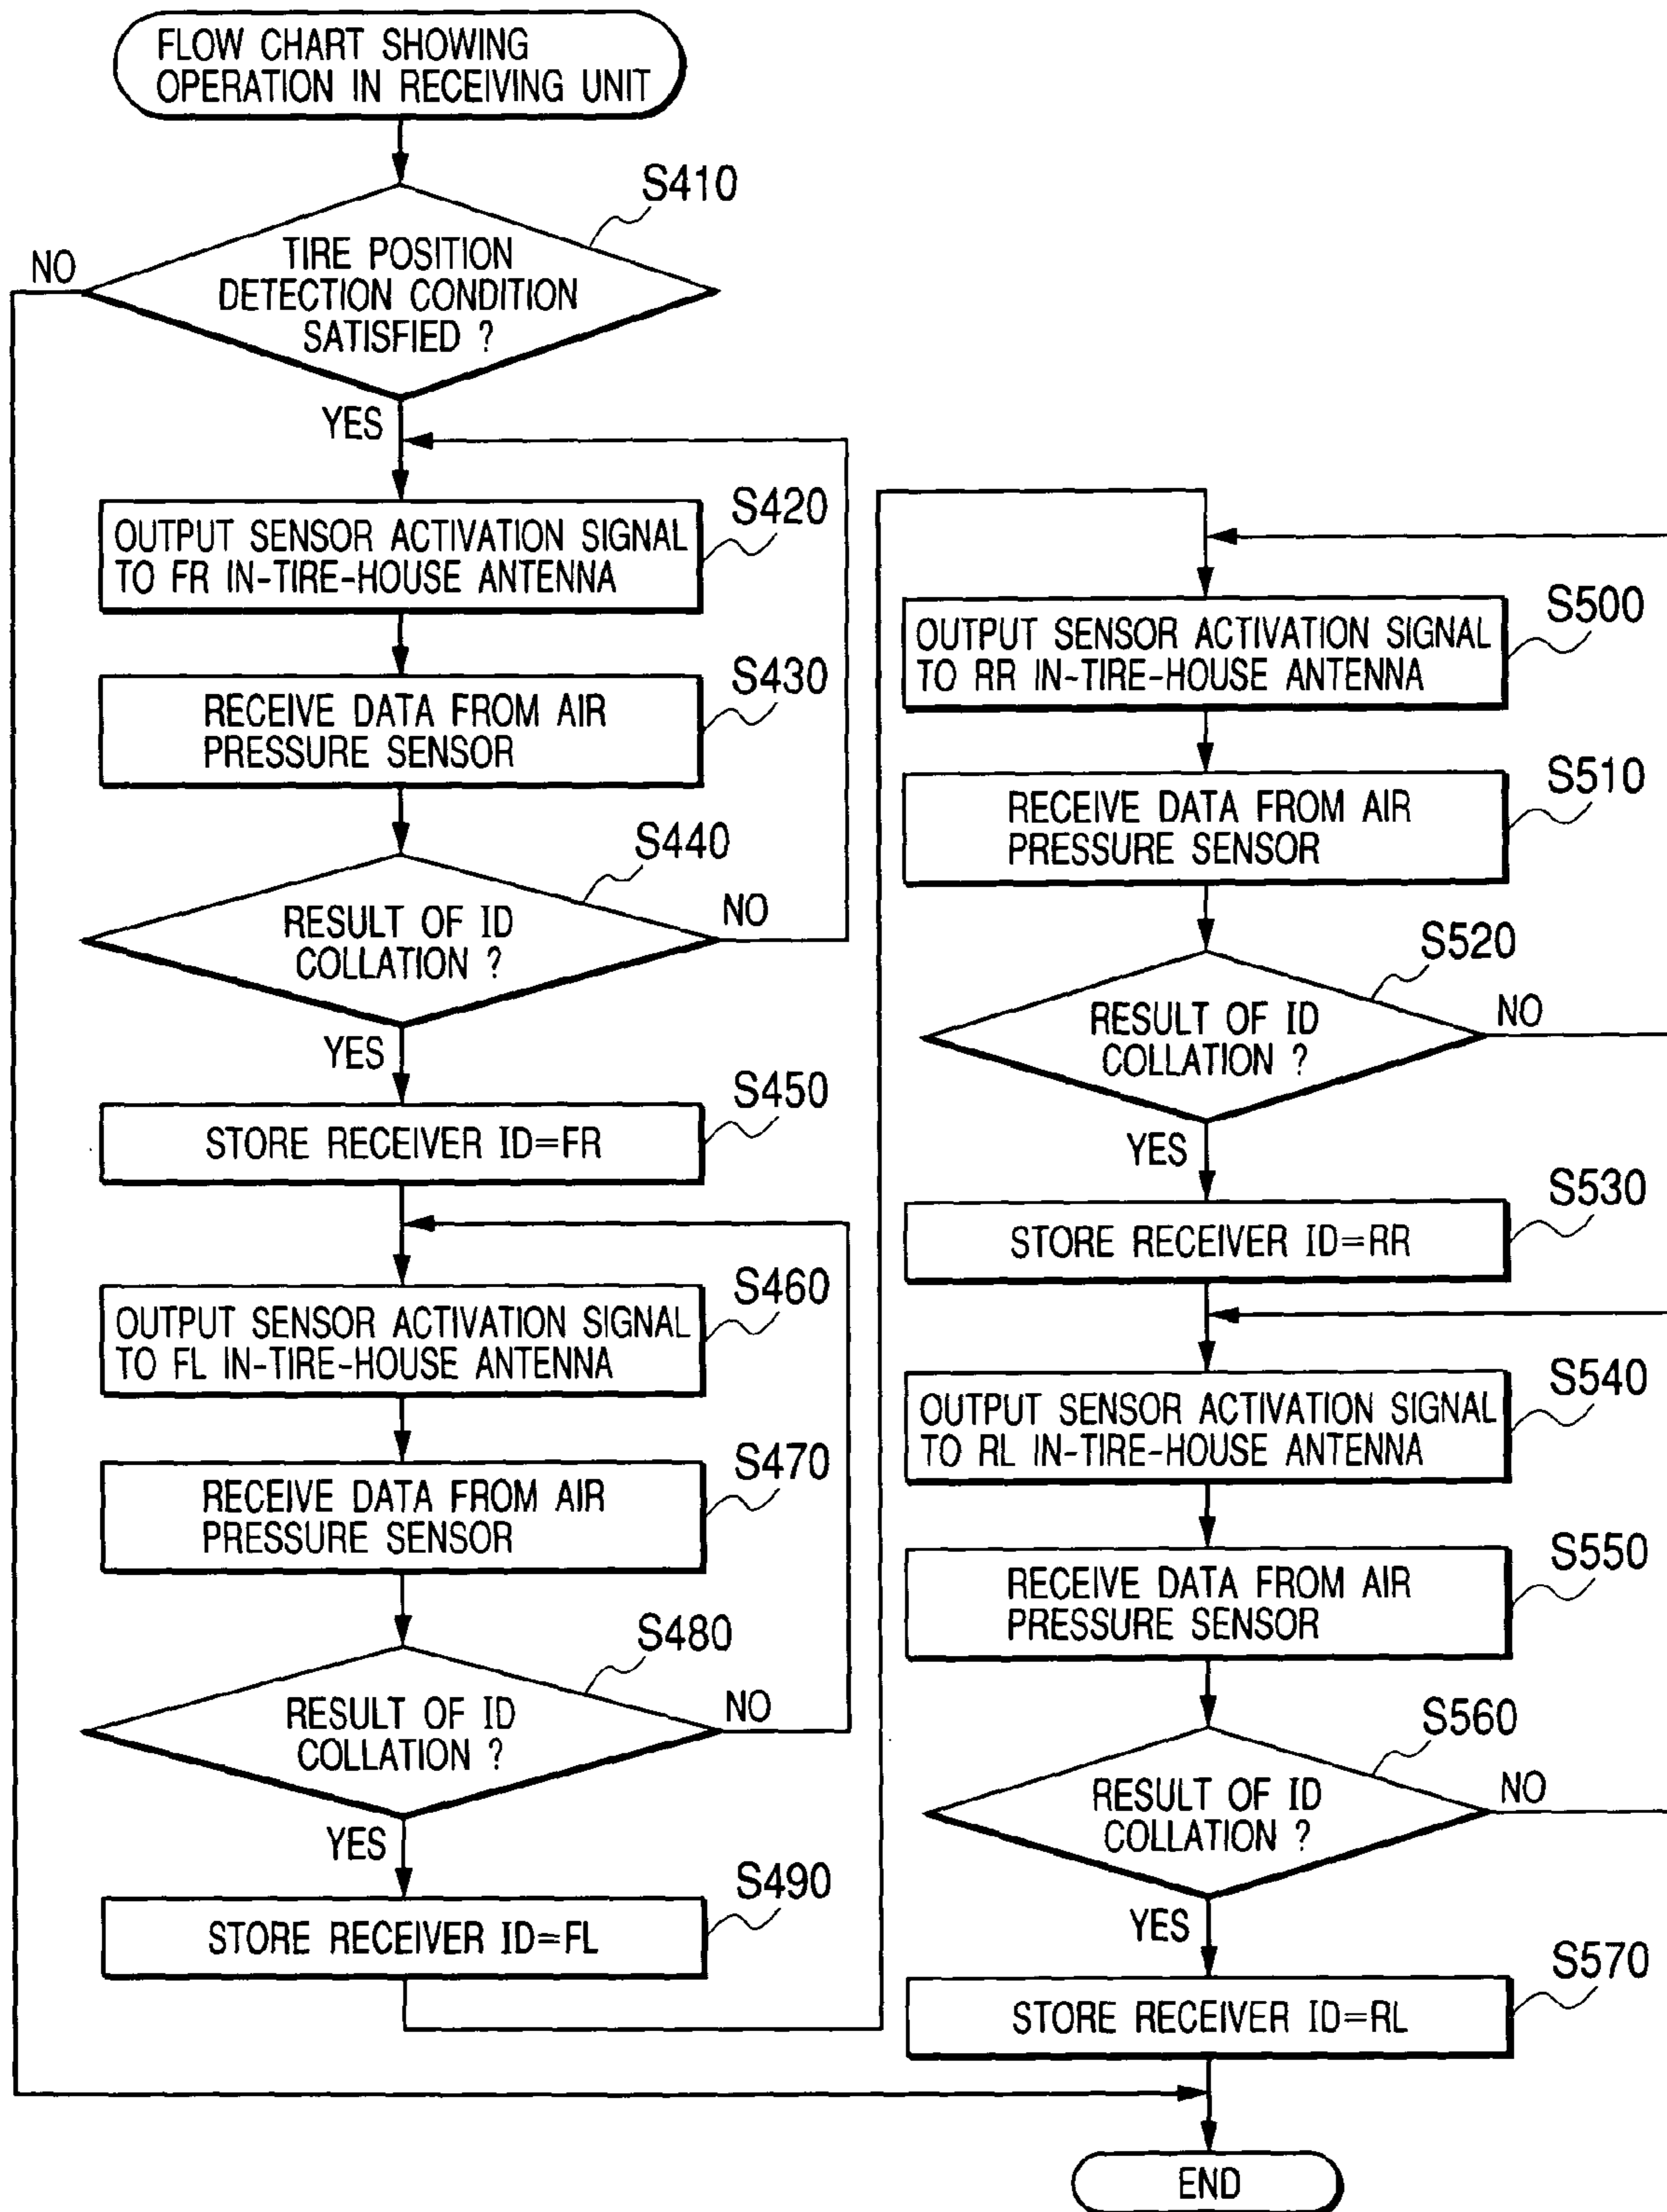 FLOW CHART SHOWING
OPERATION IN RECEIVING UNIT
S410
NO
TIRE POSITION
DETECTION CONDITION
SATISFIED ?
YES
S420
OUTPUT SENSOR ACTIVATION SIGNAL
TO FR IN-TIRE-HOUSE ANTENNA
S430
RECEIVE DATA FROM AIR
PRESSURE SENSOR
S440
RESULT OF ID
COLLATION ?
NO
YES
S450
STORE RECEIVER ID=FR
S460
OUTPUT SENSOR ACTIVATION SIGNAL
TO FL IN-TIRE-HOUSE ANTENNA
S470
RECEIVE DATA FROM AIR
PRESSURE SENSOR
S480
RESULT OF ID
COLLATION ?
NO
YES
S490
STORE RECEIVER ID=FL
S500
OUTPUT SENSOR ACTIVATION SIGNAL
TO RR IN-TIRE-HOUSE ANTENNA
S510
RECEIVE DATA FROM AIR
PRESSURE SENSOR
S520
RESULT OF ID
COLLATION ?
NO
YES
S530
STORE RECEIVER ID=RR
S540
OUTPUT SENSOR ACTIVATION SIGNAL
TO RL IN-TIRE-HOUSE ANTENNA
S550
RECEIVE DATA FROM AIR
PRESSURE SENSOR
S560
RESULT OF ID
COLLATION ?
NO
YES
S570
STORE RECEIVER ID=RL
END